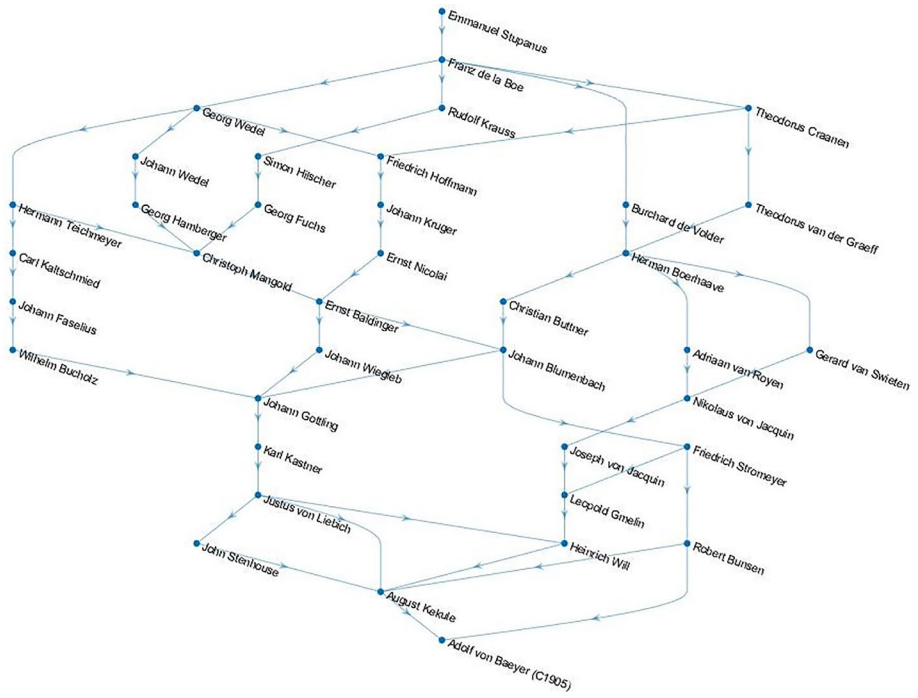 Emmanuel Stupanus
Franz de la Boe
Georg Wedel
Rudolf Krauss
Theodorus Craanen
Johann Wedel
Simon Hilscher
Friedrich Hoffmann
Hermann Teichmeyer
Georg Hamberger
Georg Fuchs
Johann Kruger
Burchard de Volder
Theodorus van der Graeff
Carl Kaltschmied
Christoph Mangold
Ernst Nicolai
Herman Boerhaave
Johann Faselius
Ernst Baldinger
Christian Buttner
Wilhelm Bucholz
Johann Wiegleb
Johann Blumenbach
Adriaan van Royen
Gerard van Swieten
Johann Gottling
Nikolaus von Jacquin
Karl Kastner
Joseph von Jacquin
Friedrich Stromeyer
Justus von Liebich
Leopold Gmelin
John Stenhouse
Heinrich Will
Robert Bunsen
August Kekule
Adolf von Baeyer (C1905)